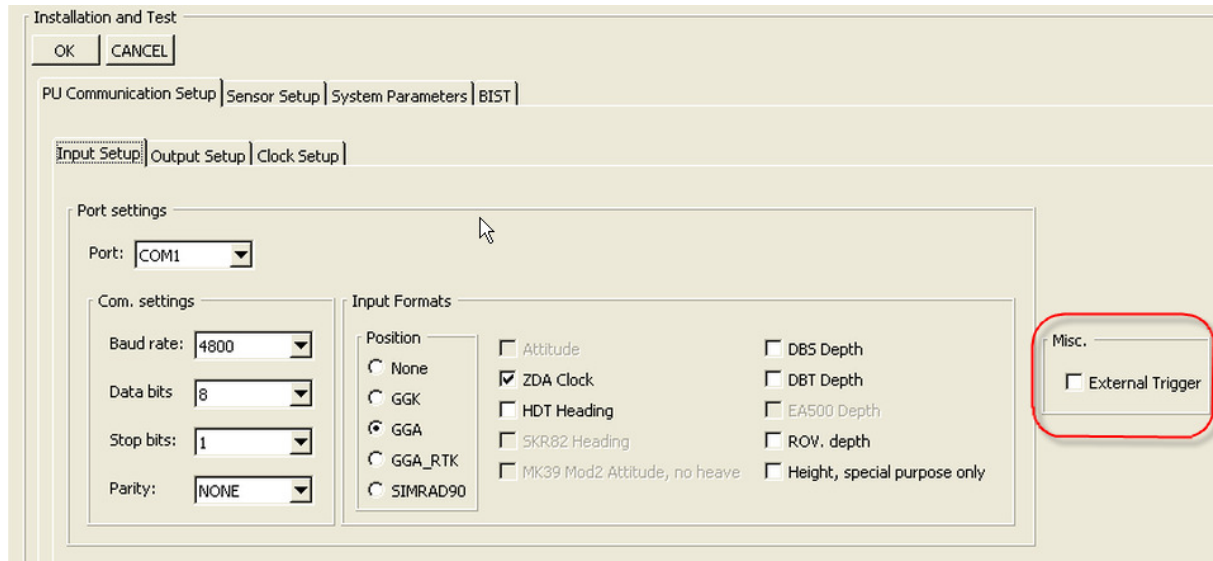 Installation and Test
OK CANCEL
PU Communication Setup Sensor Setup System Parameters BIST
Input Setup Output Setup Clock Setup
Port settings
Port: COM1
Com. settings
Baud rate: 4800
Data bits 8
Stop bits: 1
Parity: NONE
Input Formats
Position
None
GGK
GGA
GGA_RTK
SIMRAD90
Attitude
ZDA Clock
HDT Heading
SKR82 Heading
MK39 Mod2 Attitude, no heave
DBS Depth
DBT Depth
EA500 Depth
ROV. depth
Height, special purpose only
Misc.
External Trigger